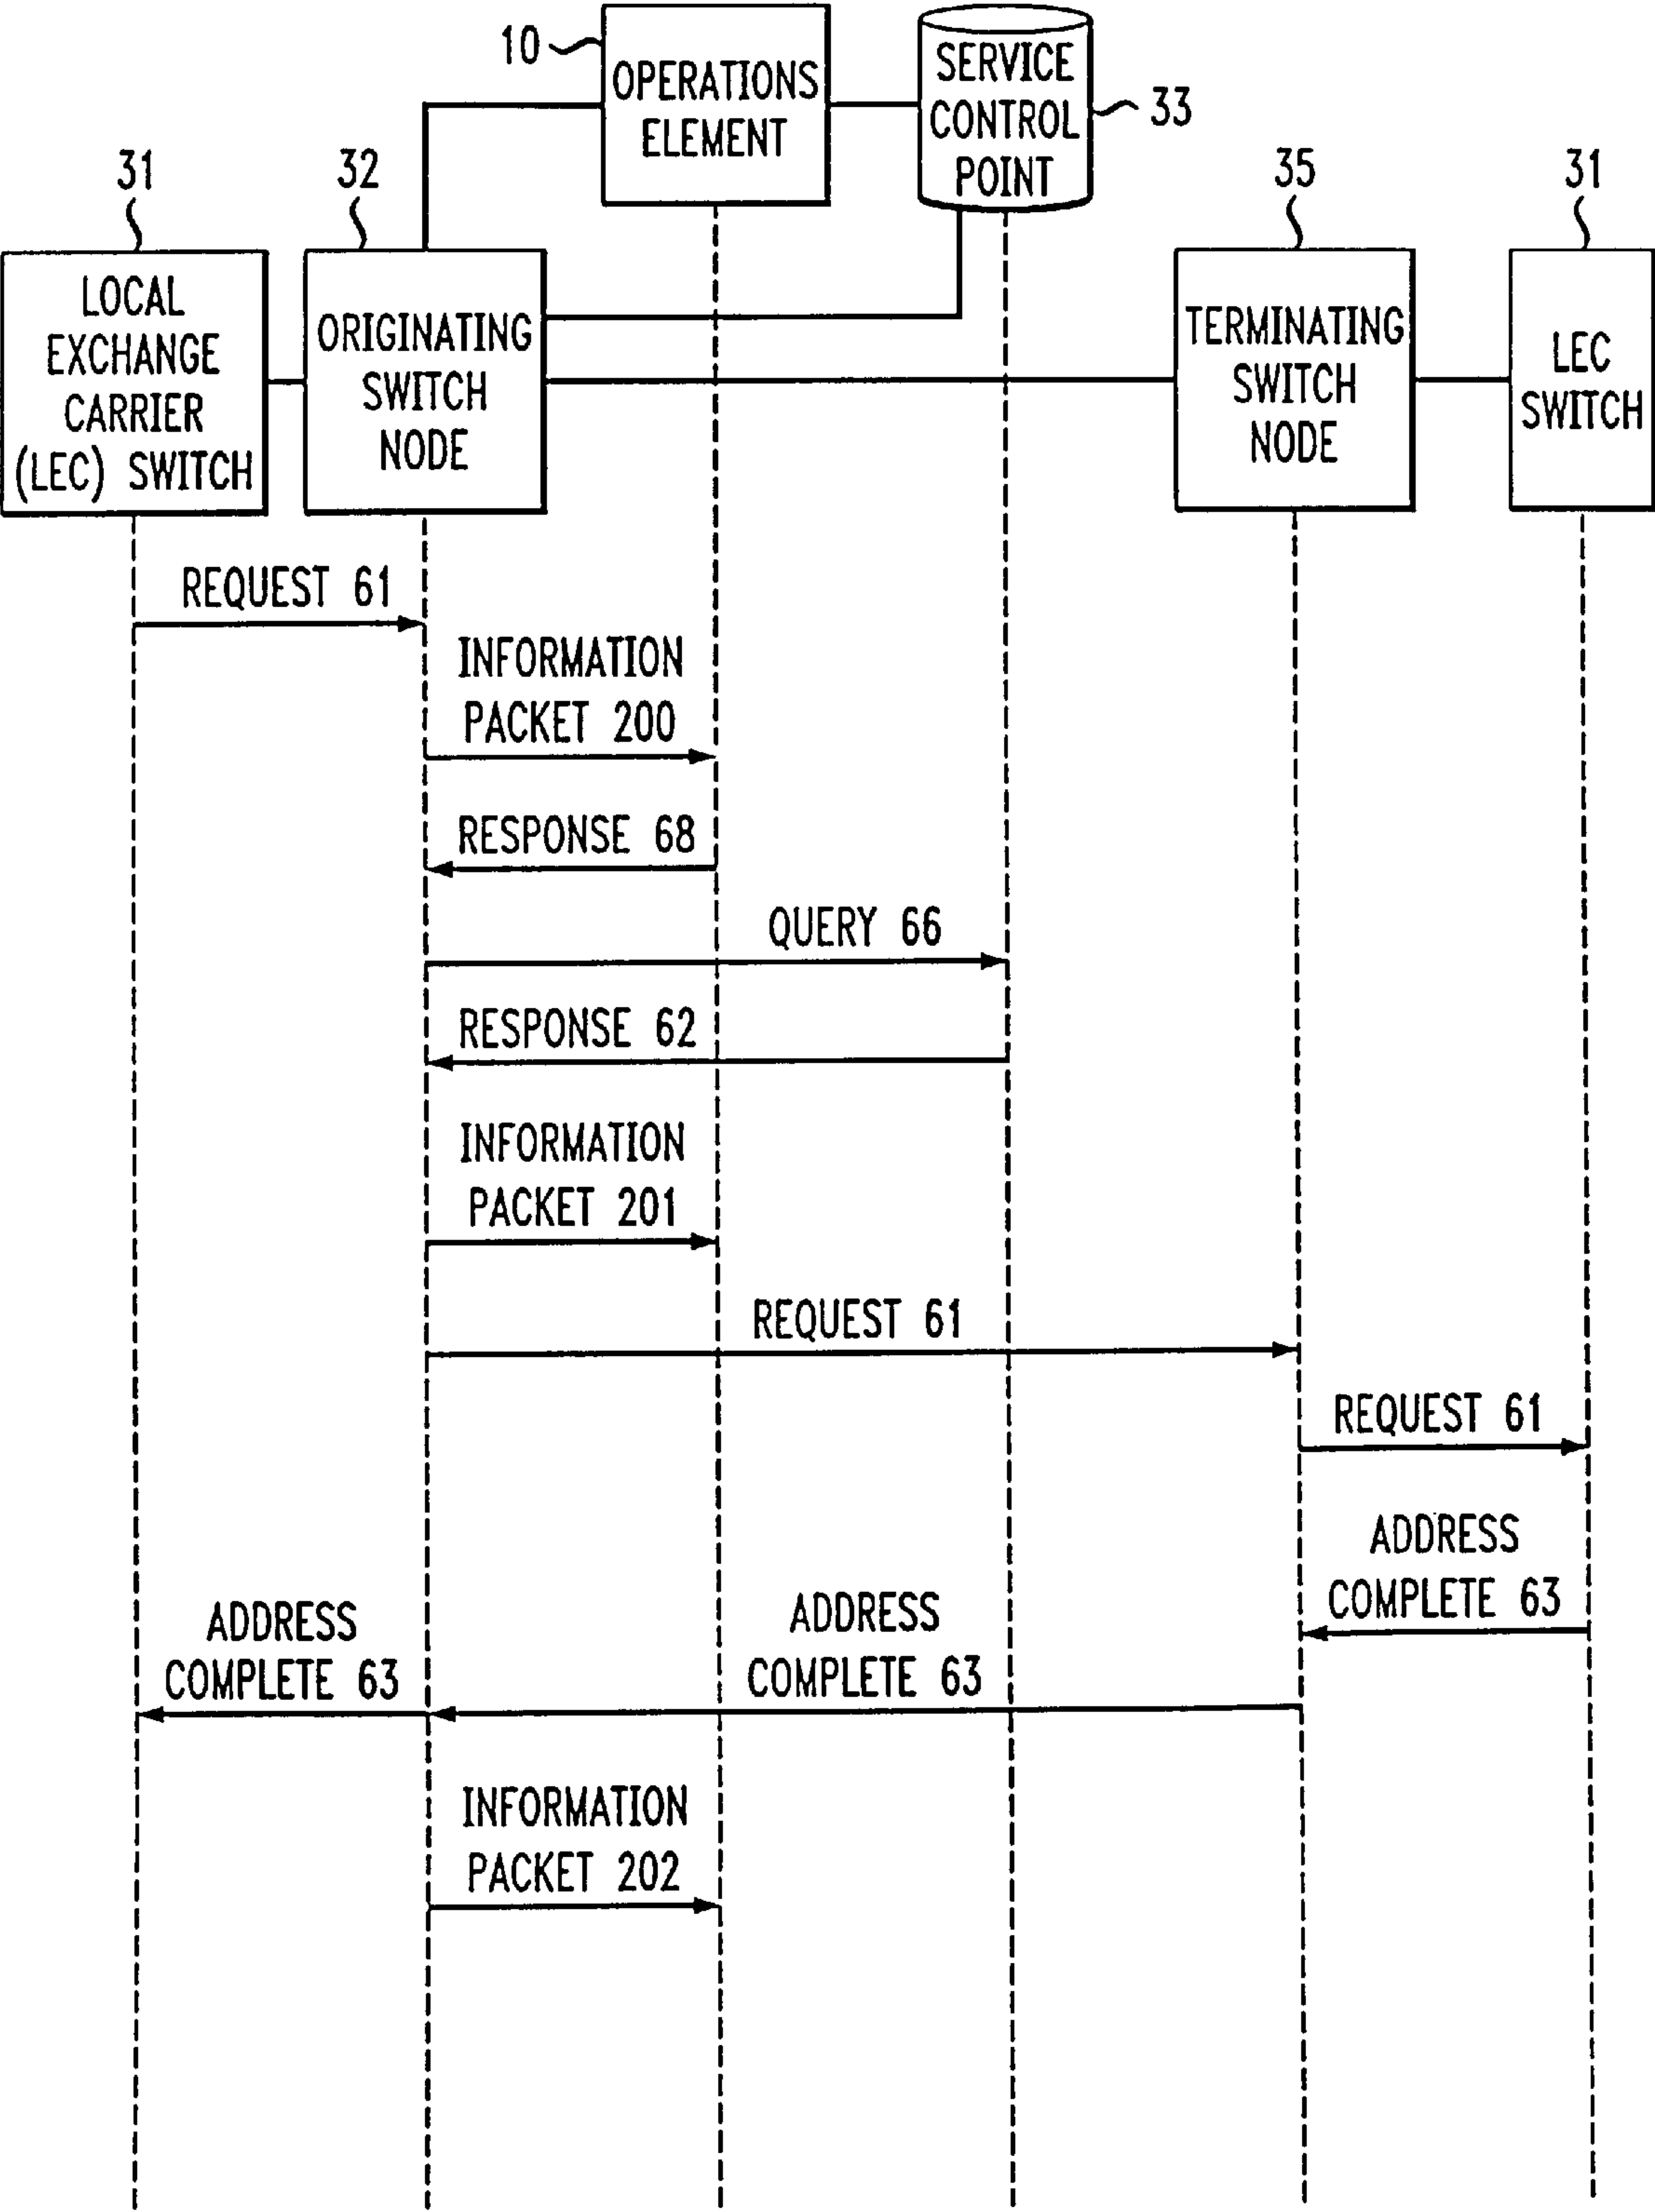 10
OPERATIONS
ELEMENT
SERVICE
CONTROL
POINT
33
31
32
35
31
LOCAL
EXCHANGE
CARRIER
(LEC) SWITCH
ORIGINATING
SWITCH
NODE
TERMINATING
SWITCH
NODE
LEC
SWITCH
REQUEST 61
INFORMATION
PACKET 200
RESPONSE 68
QUERY 66
RESPONSE 62
INFORMATION
PACKET 201
REQUEST 61
REQUEST 61
ADDRESS
COMPLETE 63
ADDRESS
COMPLETE 63
ADDRESS
COMPLETE 63
INFORMATION
PACKET 202